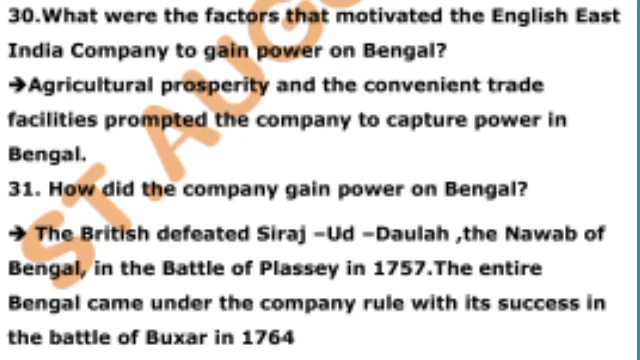 30.What were the factors that motivated the English East
India Company to gain power on Bengal?
➔Agricultural prosperity and the convenient trade
facilities prompted the company to capture power in
Bengal.
31. How did the company gain power on Bengal?
➔ The British defeated Siraj –Ud –Daulah ,the Nawab of
Bengal, in the Battle of Plassey in 1757.The entire
Bengal came under the company rule with its success in
the battle of Buxar in 1764
ST.AUGU